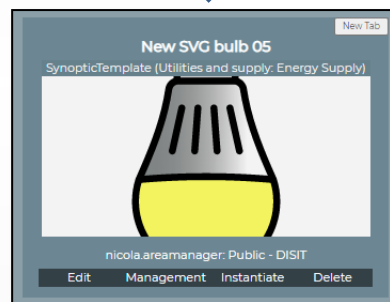 New Tab
New SVG bulb 05
SynopticTemplate (Utilities and supply: Energy Supply)
nicola.areamanager: Public - DISIT
Edit Management Instantiate Delete